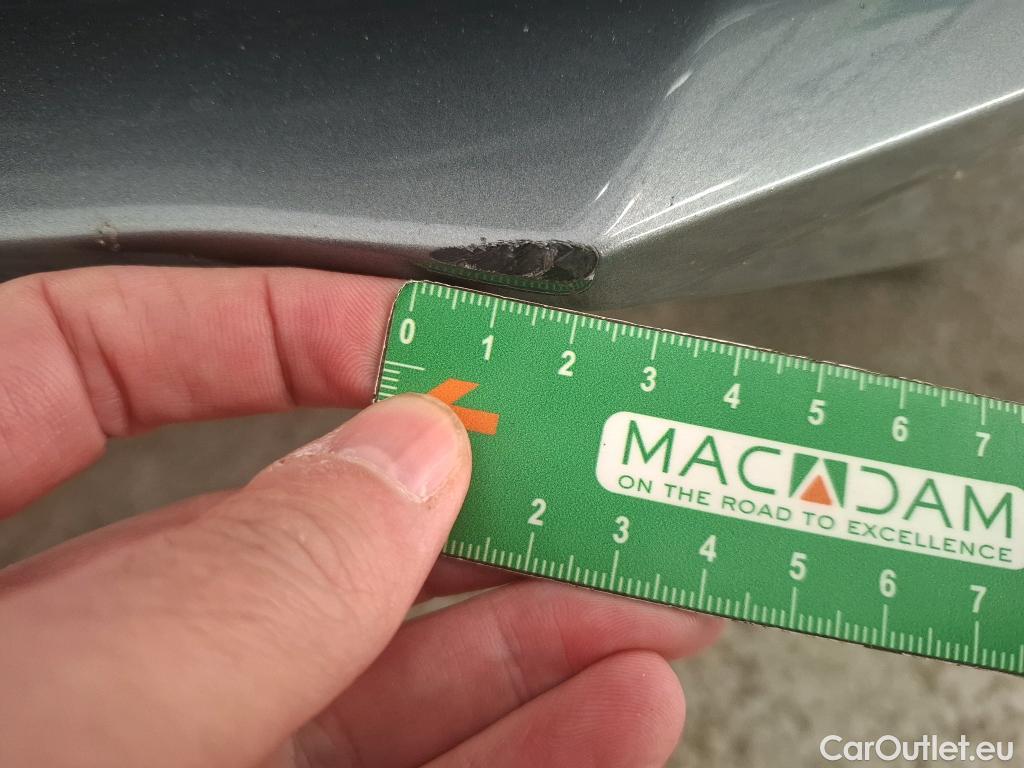 0 1 2 3 4 5 6 7
MACADAM
ON THE ROAD TO EXCELLENCE
2 3 4 5 6 7
CarOutlet.eu